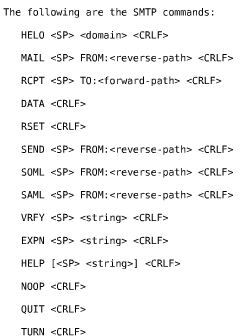 The following are the SMTP commands:
HELO <SP> <domain> <CRLF>
MAIL <SP> FROM:<reverse-path> <CRLF>
RCPT <SP> TO:<forward-path> <CRLF>
DATA <CRLF>
RSET <CRLF>
SEND <SP> FROM:<reverse-path> <CRLF>
SOML <SP> FROM:<reverse-path> <CRLF>
SAML <SP> FROM:<reverse-path> <CRLF>
VRFY <SP> <string> <CRLF>
EXPN <SP> <string> <CRLF>
HELP [<SP> <string>] <CRLF>
NOOP <CRLF>
QUIT <CRLF>
TURN <CRLF>